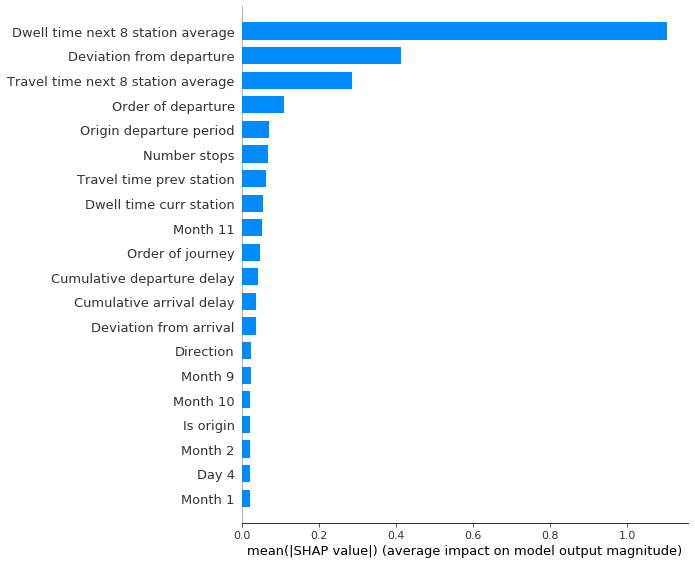 Dwell time next 8 station average
Deviation from departure
Travel time next 8 station average
Order of departure
Origin departure period
Number stops
Travel time prev station
Dwell time curr station
Month 11
Order of journey
Cumulative departure delay
Cumulative arrival delay
Deviation from arrival
Direction
Month 9
Month 10
Is origin
Month 2
Day 4
Month 1
0.0 0.2 0.4 0.6 0.8 1.0
mean(|SHAP value|) (average impact on model output magnitude)